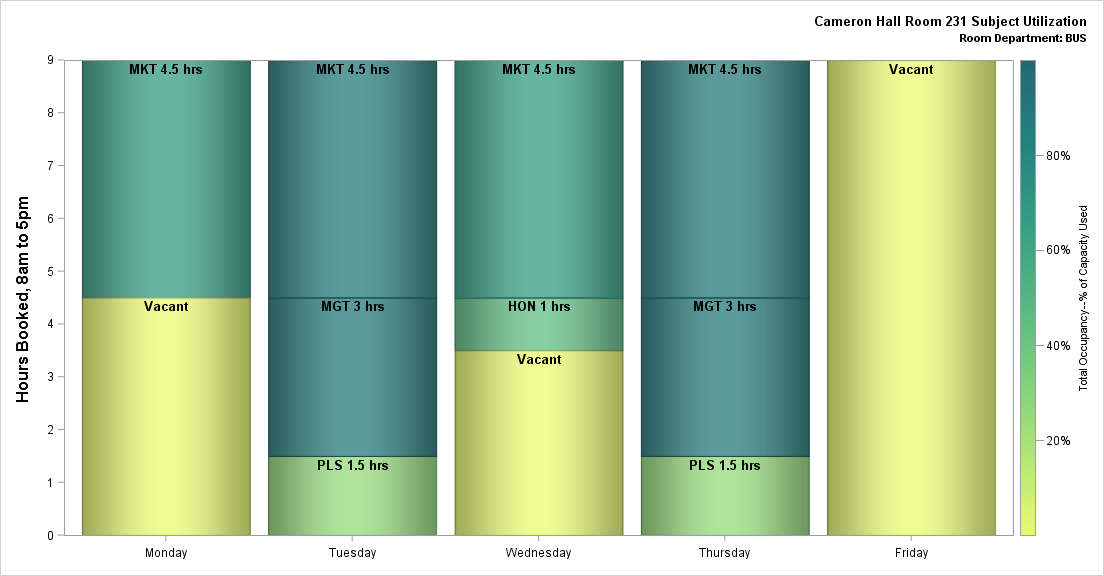 Cameron Hall Room 231 Subject Utilization
Room Department: BUS
Hours Booked, 8am to 5pm
9
8
7
6
5
4
3
2
1
0
MKT 4.5 hrs
Vacant
MKT 4.5 hrs
MGT 3 hrs
PLS 1.5 hrs
MKT 4.5 hrs
HON 1 hrs
Vacant
MKT 4.5 hrs
MGT 3 hrs
PLS 1.5 hrs
Vacant
Monday
Tuesday
Wednesday
Thursday
Friday
80%
60%
40%
20%
Total Occupancy--% of Capacity Used